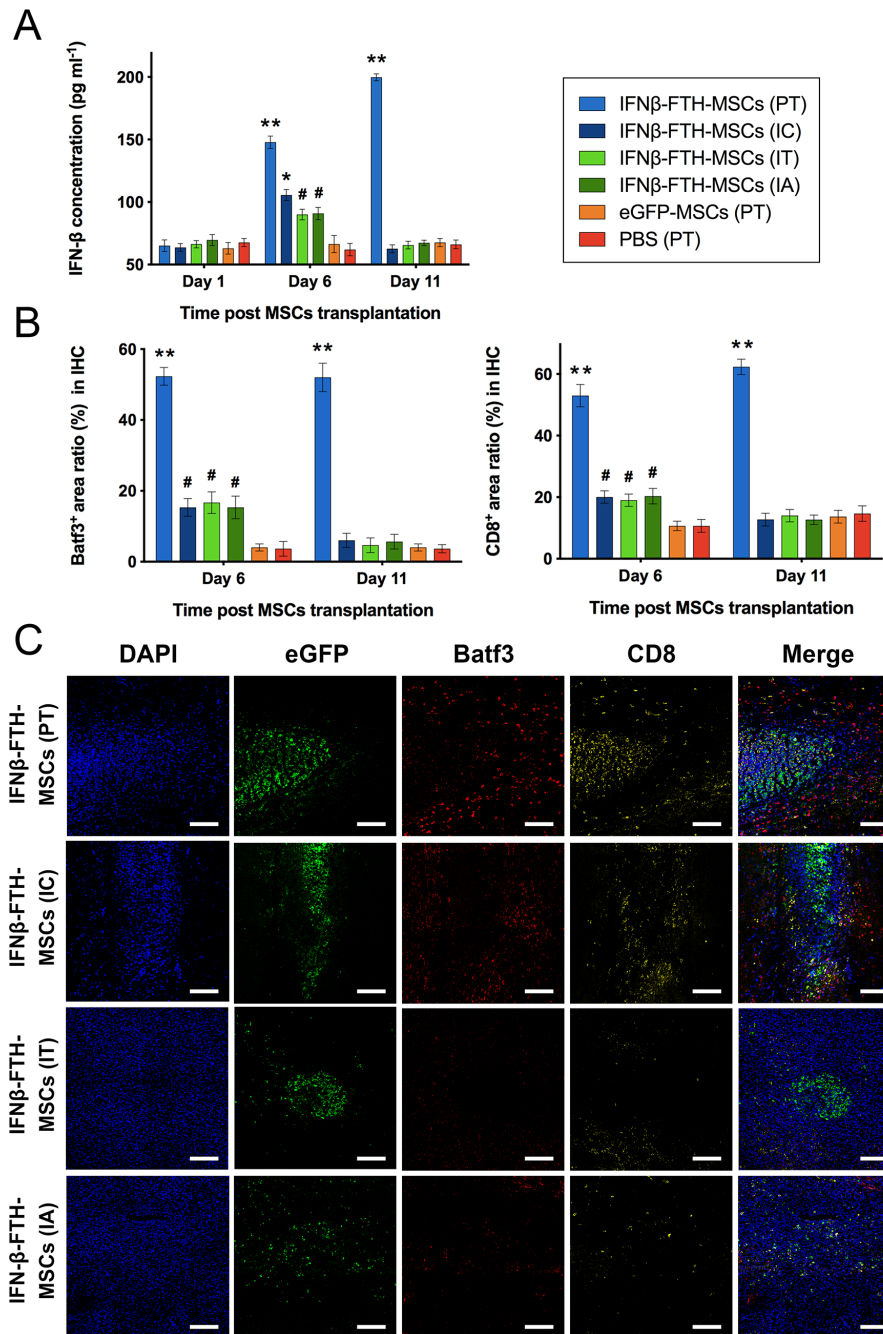 A
IFN-β concentration (pg ml-1)
200
150
100
50
**
*
#
#
**
Day 1
Day 6
Day 11
Time post MSCs transplantation
IFNβ-FTH-MSCs (PT)
IFNβ-FTH-MSCs (IC)
IFNβ-FTH-MSCs (IT)
IFNβ-FTH-MSCs (IA)
eGFP-MSCs (PT)
PBS (PT)
B
Batf3+ area ratio (%) in IHC
60
40
20
0
**
#
#
#
**
Day 6
Day 11
Time post MSCs transplantation
CD8+ area ratio (%) in IHC
60
40
20
0
**
#
#
#
**
Day 6
Day 11
Time post MSCs transplantation
C
DAPI
eGFP
Batf3
CD8
Merge
IFNβ-FTH-
MSCs (PT)
IFNβ-FTH-
MSCs (IC)
IFNβ-FTH-
MSCs (IT)
IFN-β-FTH-
MSCs (IA)